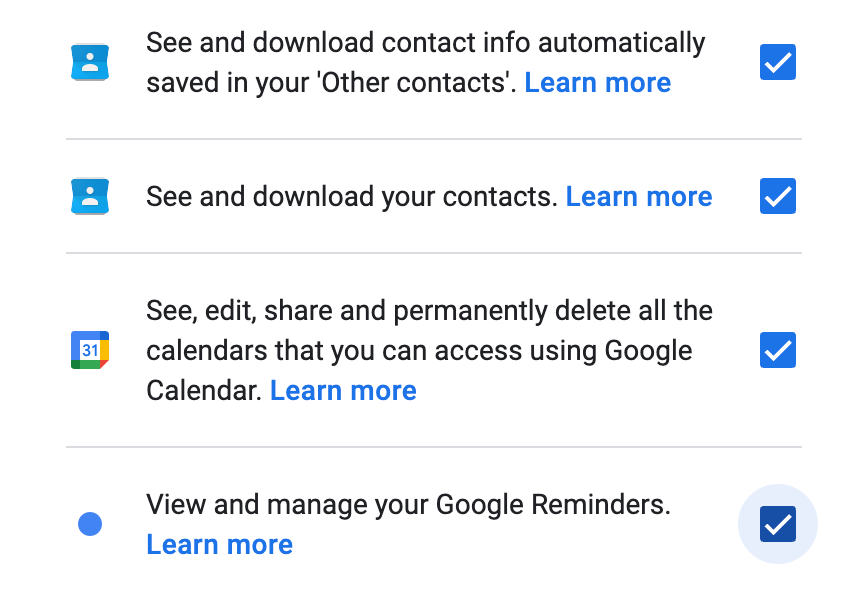 See and download contact info automatically
saved in your 'Other contacts'. Learn more
See and download your contacts. Learn more
See, edit, share and permanently delete all the
31
calendars that you can access using Google
Calendar. Learn more
View and manage your Google Reminders.
Learn more